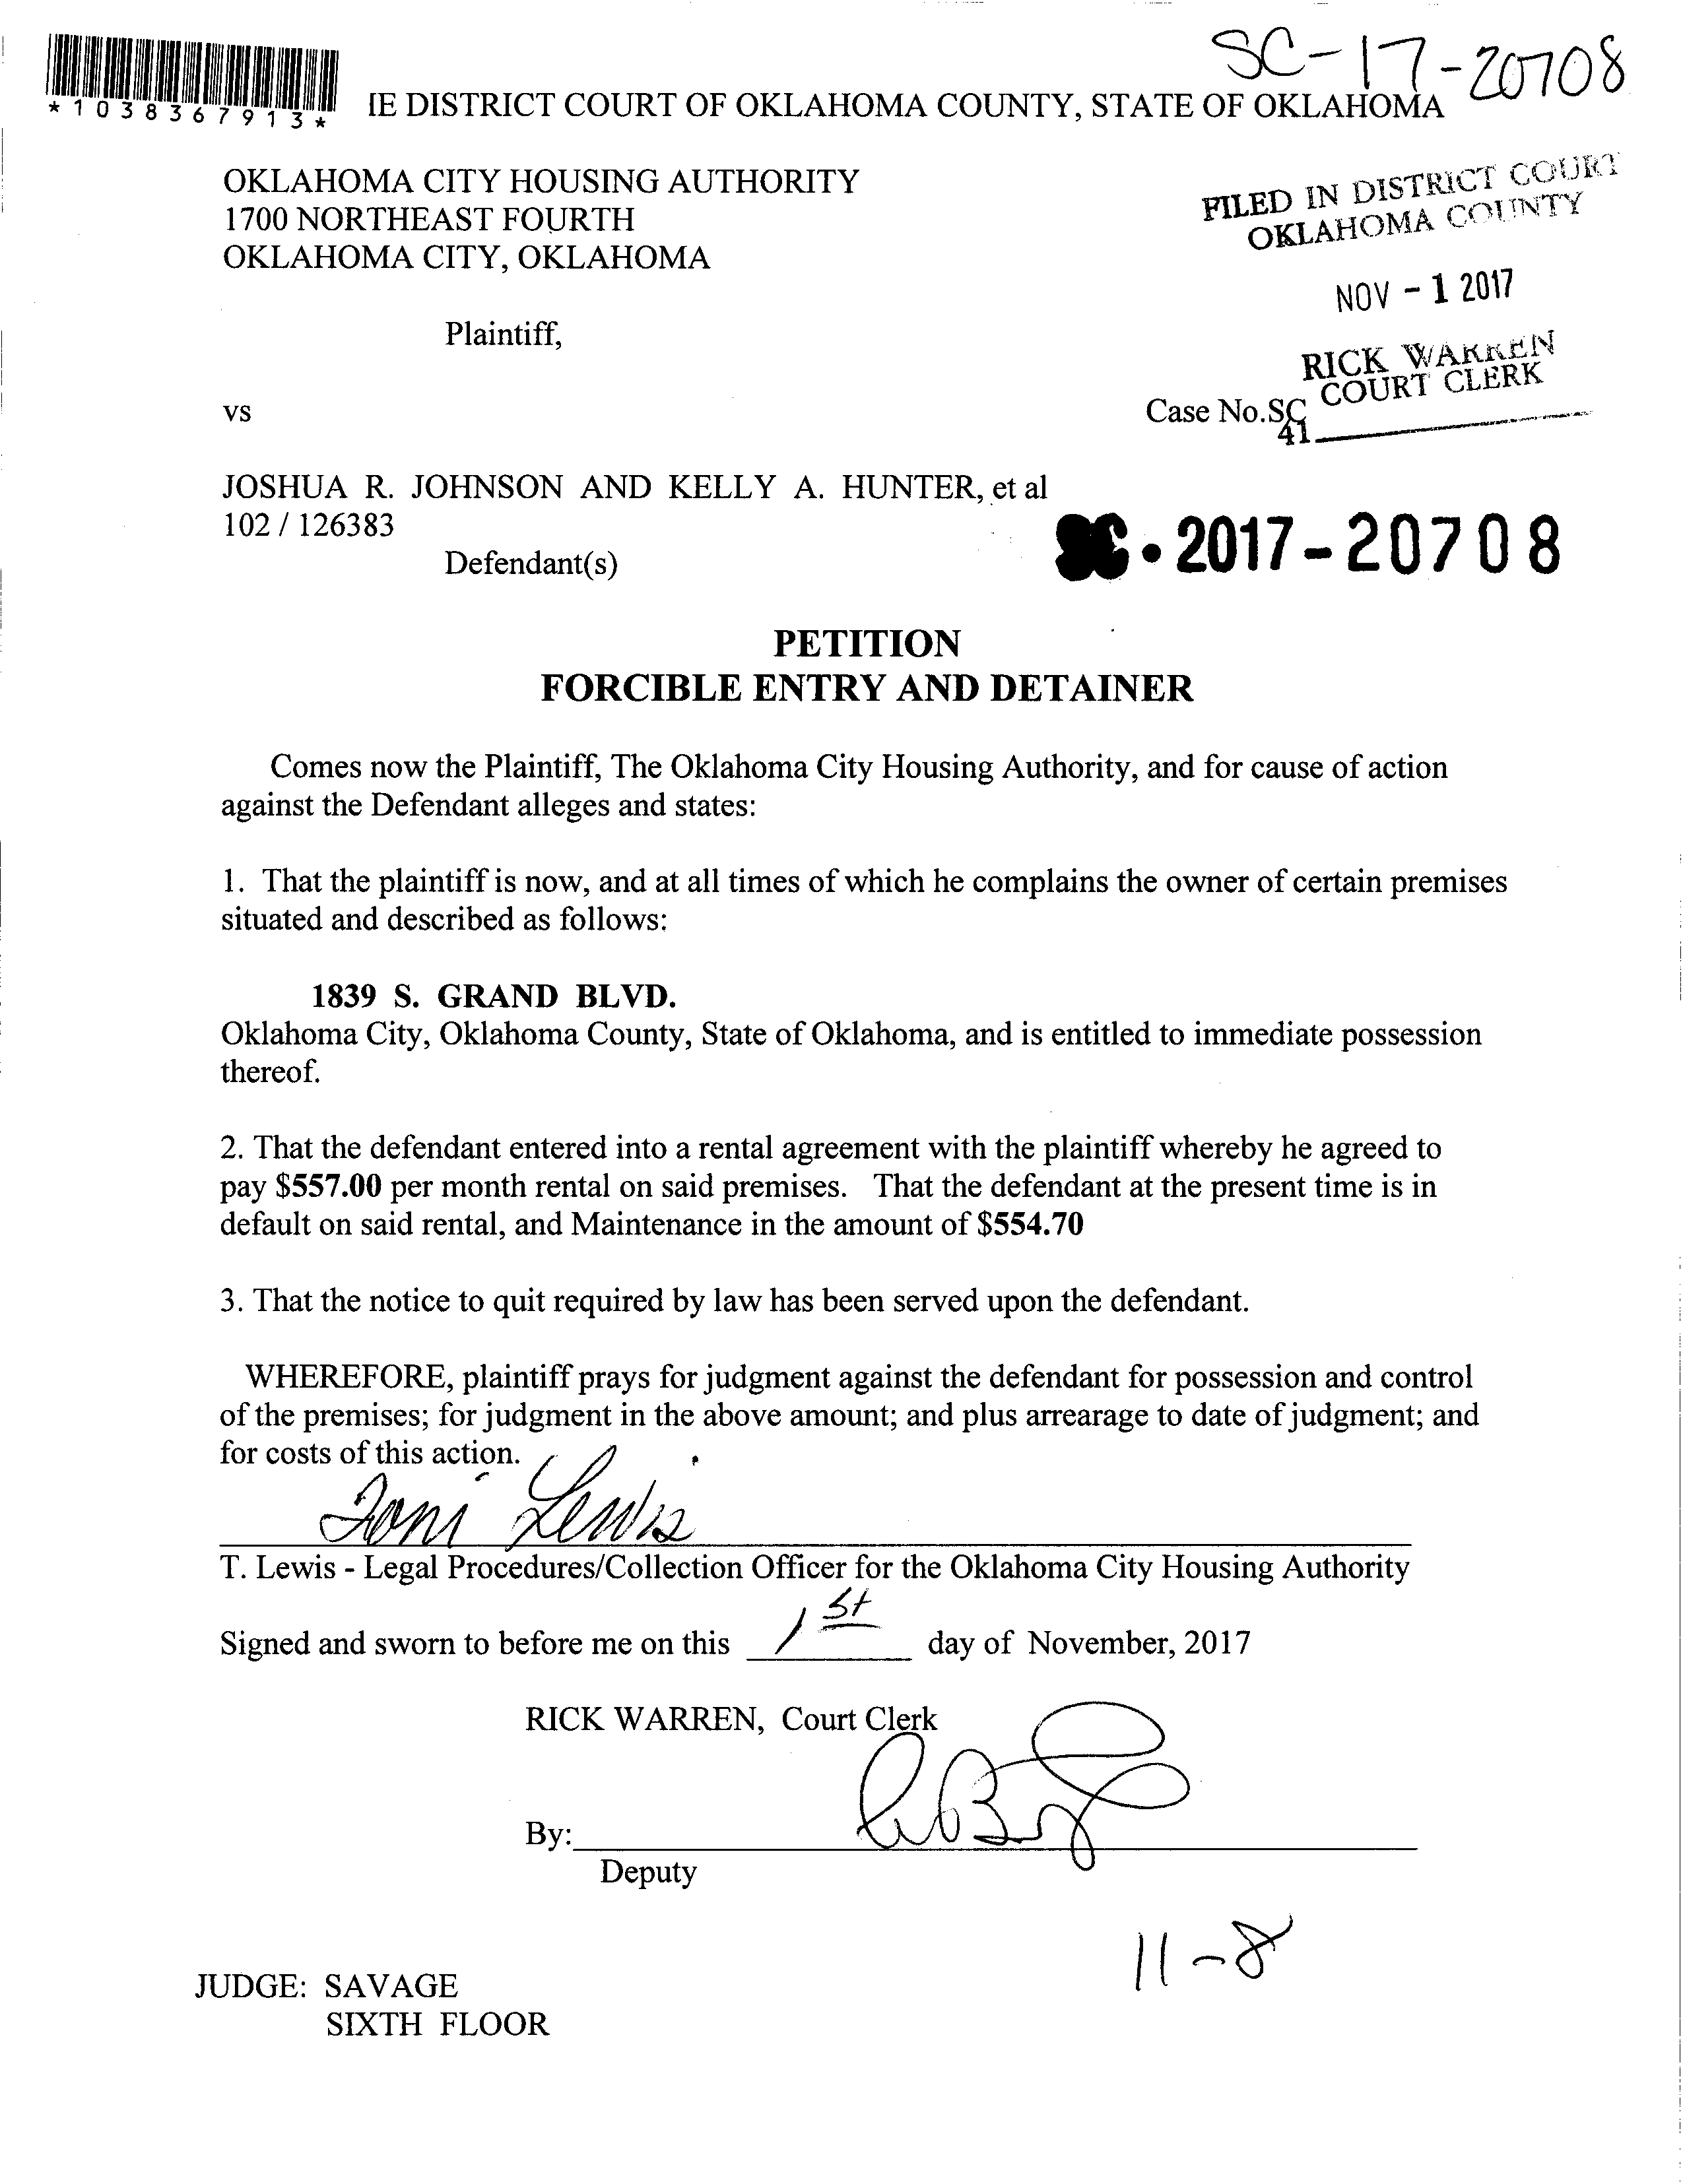 SC-17-20708
*1038367913*
IE DISTRICT COURT OF OKLAHOMA COUNTY, STATE OF OKLAHOMA
OKLAHOMA CITY HOUSING AUTHORITY
1700 NORTHEAST FOURTH
OKLAHOMA CITY, OKLAHOMA
FILED IN DISTRICT COURT
OKLAHOMA COUNTY
NOV - 1 2017
Plaintiff,
RICK WARREN
COURT CLERK
vs
Case No.SC
41
JOSHUA R. JOHNSON AND KELLY A. HUNTER, et al
102 / 126383
Defendant(s)
SC-2017-20708
PETITION
FORCIBLE ENTRY AND DETAINER
Comes now the Plaintiff, The Oklahoma City Housing Authority, and for cause of action
against the Defendant alleges and states:
1. That the plaintiff is now, and at all times of which he complains the owner of certain premises
situated and described as follows:
1839 S. GRAND BLVD.
Oklahoma City, Oklahoma County, State of Oklahoma, and is entitled to immediate possession
thereof.
2. That the defendant entered into a rental agreement with the plaintiff whereby he agreed to
pay $557.00 per month rental on said premises. That the defendant at the present time is in
default on said rental, and Maintenance in the amount of $554.70
3. That the notice to quit required by law has been served upon the defendant.
WHEREFORE, plaintiff prays for judgment against the defendant for possession and control
of the premises; for judgment in the above amount; and plus arrearage to date of judgment; and
for costs of this action.
Toni Lewis
T. Lewis - Legal Procedures/Collection Officer for the Oklahoma City Housing Authority
Signed and sworn to before me on this 1st day of November, 2017
RICK WARREN, Court Clerk
By:
Deputy
11-8
JUDGE: SAVAGE
SIXTH FLOOR